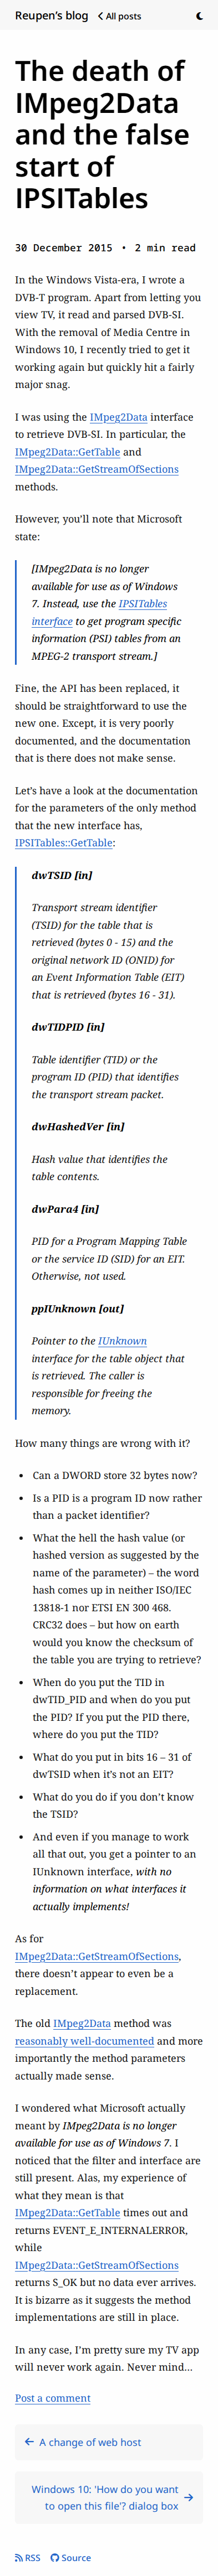 Reupen's blog All posts
The death of
IMpeg2Data
and the false
start of
IPSITables
30 December 2015 • 2 min read
In the Windows Vista-era, I wrote a
DVB-T program. Apart from letting you
view TV, it read and parsed DVB-SI.
With the removal of Media Centre in
Windows 10, I recently tried to get it
working again but quickly hit a fairly
major snag.
I was using the IMpeg2Data interface
to retrieve DVB-SI. In particular, the
IMpeg2Data::GetTable and
IMpeg2Data::GetStreamOfSections
methods.
However, you'll note that Microsoft
state:
[IMpeg2Data is no longer
available for use as of Windows
7. Instead, use the IPSITables
interface to get program specific
information (PSI) tables from an
MPEG-2 transport stream.]
Fine, the API has been replaced, it
should be straightforward to use the
new one. Except, it is very poorly
documented, and the documentation
that is there does not make sense.
Let's have a look at the documentation
for the parameters of the only method
that the new interface has,
IPSITables::GetTable:
dwTSID [in]
Transport stream identifier
(TSID) for the table that is
retrieved (bytes 0 - 15) and the
original network ID (ONID) for
an Event Information Table (EIT)
that is retrieved (bytes 16 - 31).
dwTIDPID [in]
Table identifier (TID) or the
program ID (PID) that identifies
the transport stream packet.
dwHashedVer [in]
Hash value that identifies the
table contents.
dwPara4 [in]
PID for a Program Mapping Table
or the service ID (SID) for an EIT.
Otherwise, not used.
ppIUnknown [out]
Pointer to the IUnknown
interface for the table object that
is retrieved. The caller is
responsible for freeing the
memory.
How many things are wrong with it?
• Can a DWORD store 32 bytes now?
• Is a PID is a program ID now rather
than a packet identifier?
• What the hell the hash value (or
hashed version as suggested by the
name of the parameter) – the word
hash comes up in neither ISO/IEC
13818-1 nor ETSI EN 300 468.
CRC32 does – but how on earth
would you know the checksum of
the table you are trying to retrieve?
• When do you put the TID in
dwTID_PID and when do you put
the PID? If you put the PID there,
where do you put the TID?
• What do you put in bits 16 – 31 of
dwTSID when it's not an EIT?
• What do you do if you don't know
the TSID?
• And even if you manage to work
all that out, you get a pointer to an
IUnknown interface, with no
information on what interfaces it
actually implements!
As for
IMpeg2Data::GetStreamOfSections,
there doesn't appear to even be a
replacement.
The old IMpeg2Data method was
reasonably well-documented and more
importantly the method parameters
actually made sense.
I wondered what Microsoft actually
meant by IMpeg2Data is no longer
available for use as of Windows 7. I
noticed that the filter and interface are
still present. Alas, my experience of
what they mean is that
IMpeg2Data::GetTable times out and
returns EVENT_E_INTERNALERROR,
while
IMpeg2Data::GetStreamOfSections
returns S_OK but no data ever arrives.
It is bizarre as it suggests the method
implementations are still in place.
In any case, I'm pretty sure my TV app
will never work again. Never mind…
Post a comment
← A change of web host
Windows 10: 'How do you want →
to open this file'? dialog box
RSS Source